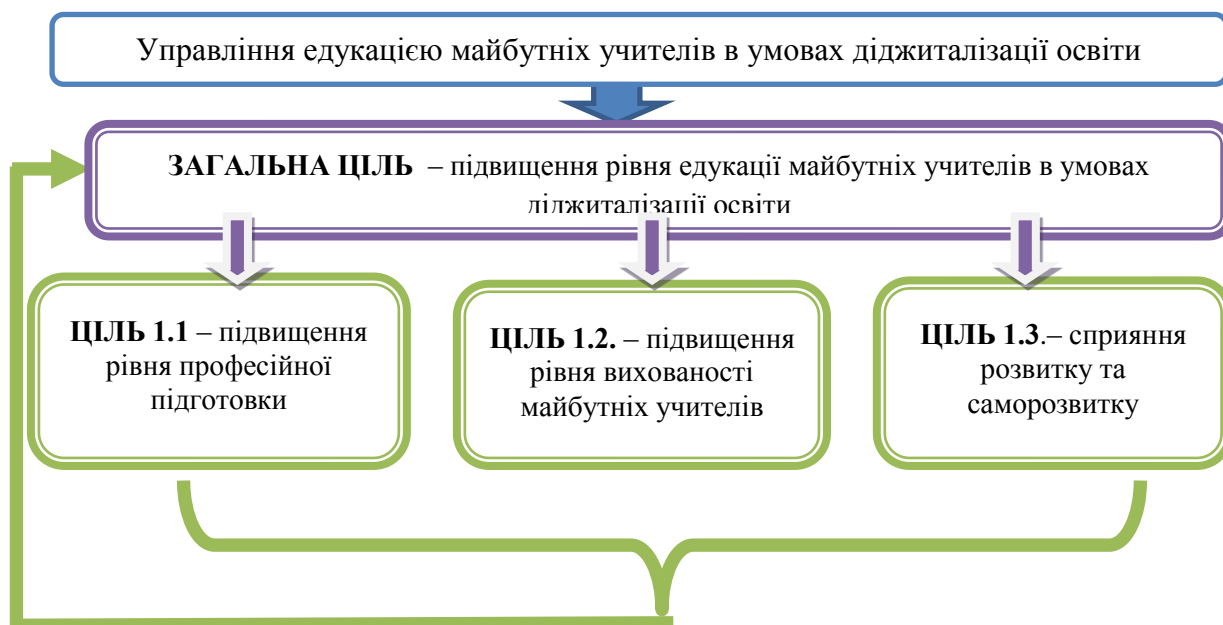 Управління едукацією майбутніх учителів в умовах діджиталізації освіти
ЗАГАЛЬНА ЦІЛЬ – підвищення рівня едукації майбутніх учителів в умовах
діджиталізації освіти
ЦІЛЬ 1.1 – підвищення
рівня професійної
підготовки
ЦІЛЬ 1.2. – підвищення
рівня вихованості
майбутніх учителів
ЦІЛЬ 1.3.– сприяння
розвитку та
саморозвитку